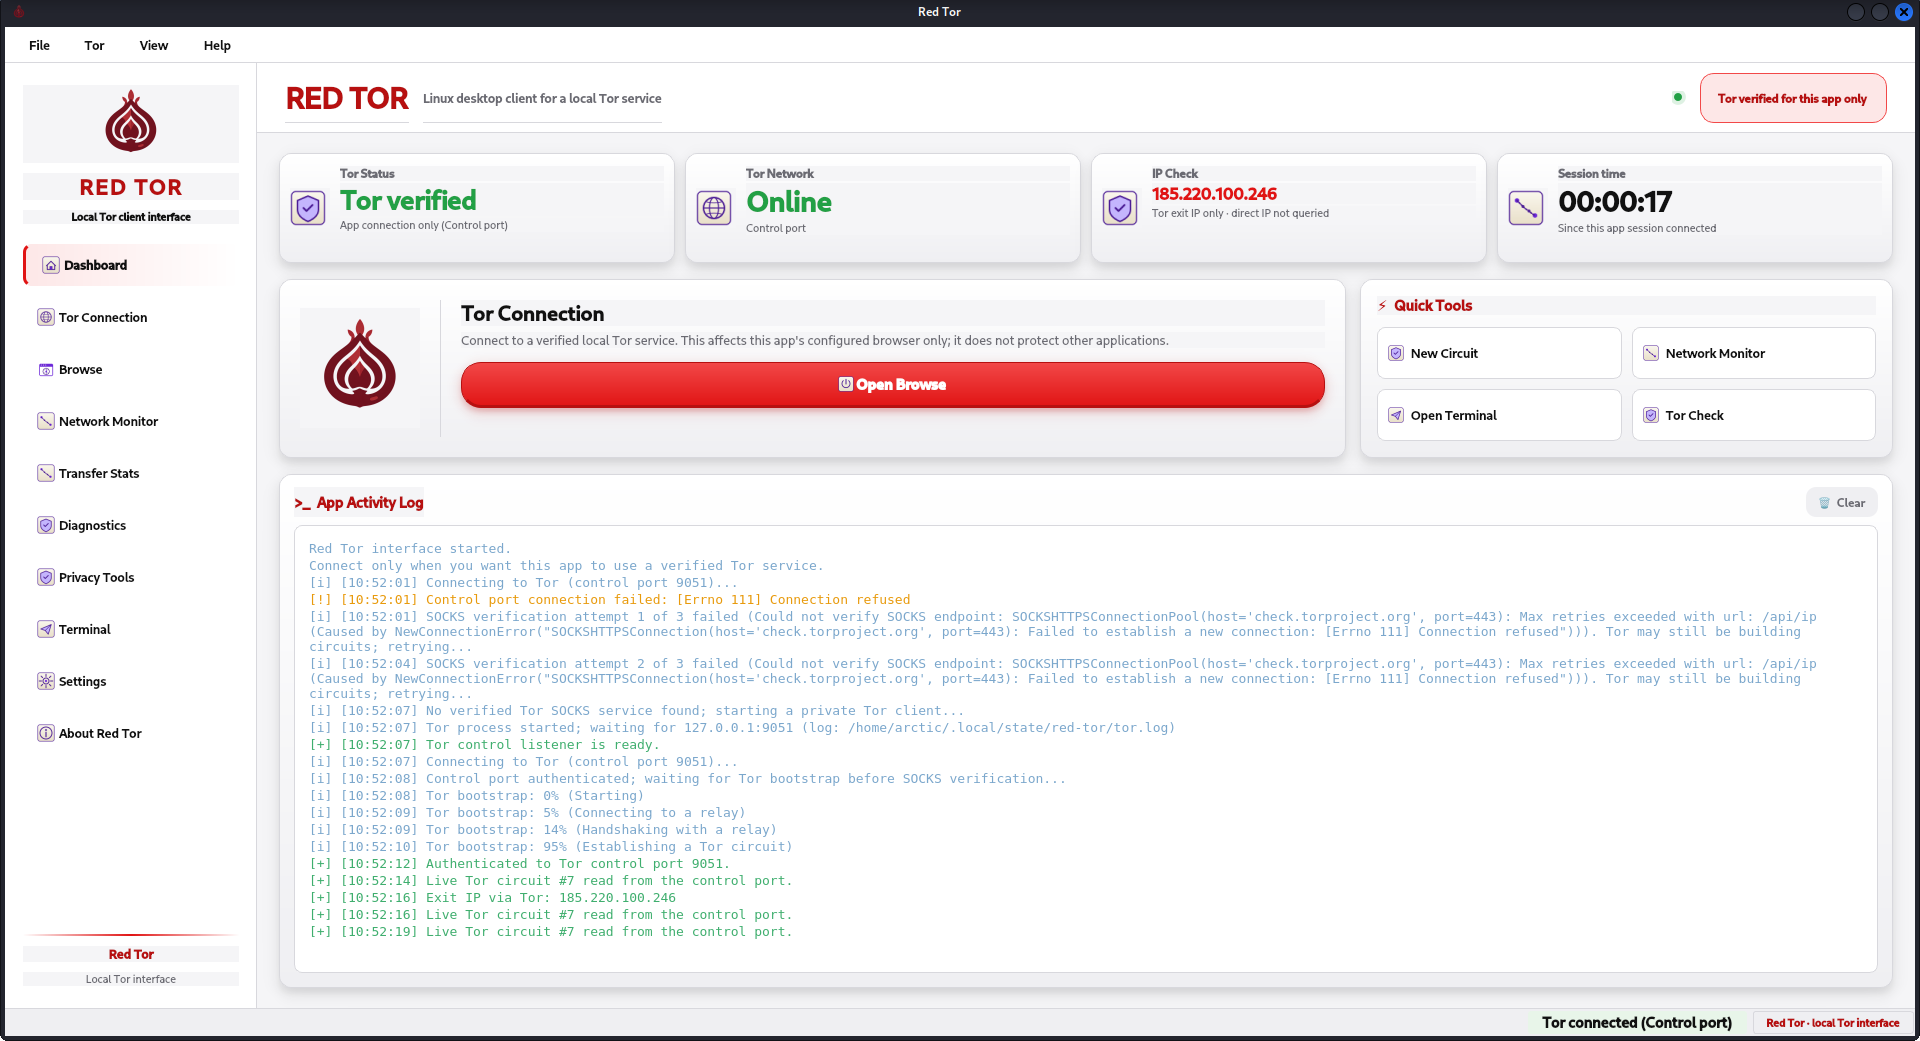 Red Tor
File Tor View Help
RED TOR
Local Tor client interface
Dashboard
Tor Connection
Browse
Network Monitor
Transfer Stats
Diagnostics
Privacy Tools
Terminal
Settings
About Red Tor
Red Tor
Local Tor interface
RED TOR
Linux desktop client for a local Tor service
Tor verified for this app only
Tor Status
Tor verified
App connection only (Control port)
Tor Network
Online
Control port
IP Check
185.220.100.246
Tor exit IP only · direct IP not queried
Session time
00:00:17
Since this app session connected
Tor Connection
Connect to a verified local Tor service. This affects this app's configured browser only; it does not protect other applications.
Open Browse
⚡ Quick Tools
New Circuit
Network Monitor
Open Terminal
Tor Check
>_ App Activity Log
Clear
Red Tor interface started.
Connect only when you want this app to use a verified Tor service.
[i] [10:52:01] Connecting to Tor (control port 9051)...
[!] [10:52:01] Control port connection failed: [Errno 111] Connection refused
[i] [10:52:01] SOCKS verification attempt 1 of 3 failed (Could not verify SOCKS endpoint: SOCKSHTTPSConnectionPool(host='check.torproject.org', port=443): Max retries exceeded with url: /api/ip
(Caused by NewConnectionError("SOCKSHTTPSConnection(host='check.torproject.org', port=443): Failed to establish a new connection: [Errno 111] Connection refused"))). Tor may still be building
circuits; retrying...
[i] [10:52:04] SOCKS verification attempt 2 of 3 failed (Could not verify SOCKS endpoint: SOCKSHTTPSConnectionPool(host='check.torproject.org', port=443): Max retries exceeded with url: /api/ip
(Caused by NewConnectionError("SOCKSHTTPSConnection(host='check.torproject.org', port=443): Failed to establish a new connection: [Errno 111] Connection refused"))). Tor may still be building
circuits; retrying...
[i] [10:52:07] No verified Tor SOCKS service found; starting a private Tor client...
[i] [10:52:07] Tor process started; waiting for 127.0.0.1:9051 (log: /home/arctic/.local/state/red-tor/tor.log)
[+] [10:52:07] Tor control listener is ready.
[i] [10:52:07] Connecting to Tor (control port 9051)...
[i] [10:52:08] Control port authenticated; waiting for Tor bootstrap before SOCKS verification...
[i] [10:52:08] Tor bootstrap: 0% (Starting)
[i] [10:52:09] Tor bootstrap: 5% (Connecting to a relay)
[i] [10:52:09] Tor bootstrap: 14% (Handshaking with a relay)
[i] [10:52:10] Tor bootstrap: 95% (Establishing a Tor circuit)
[+] [10:52:12] Authenticated to Tor control port 9051.
[+] [10:52:14] Live Tor circuit #7 read from the control port.
[+] [10:52:16] Exit IP via Tor: 185.220.100.246
[+] [10:52:16] Live Tor circuit #7 read from the control port.
[+] [10:52:19] Live Tor circuit #7 read from the control port.
Tor connected (Control port)
Red Tor · local Tor interface